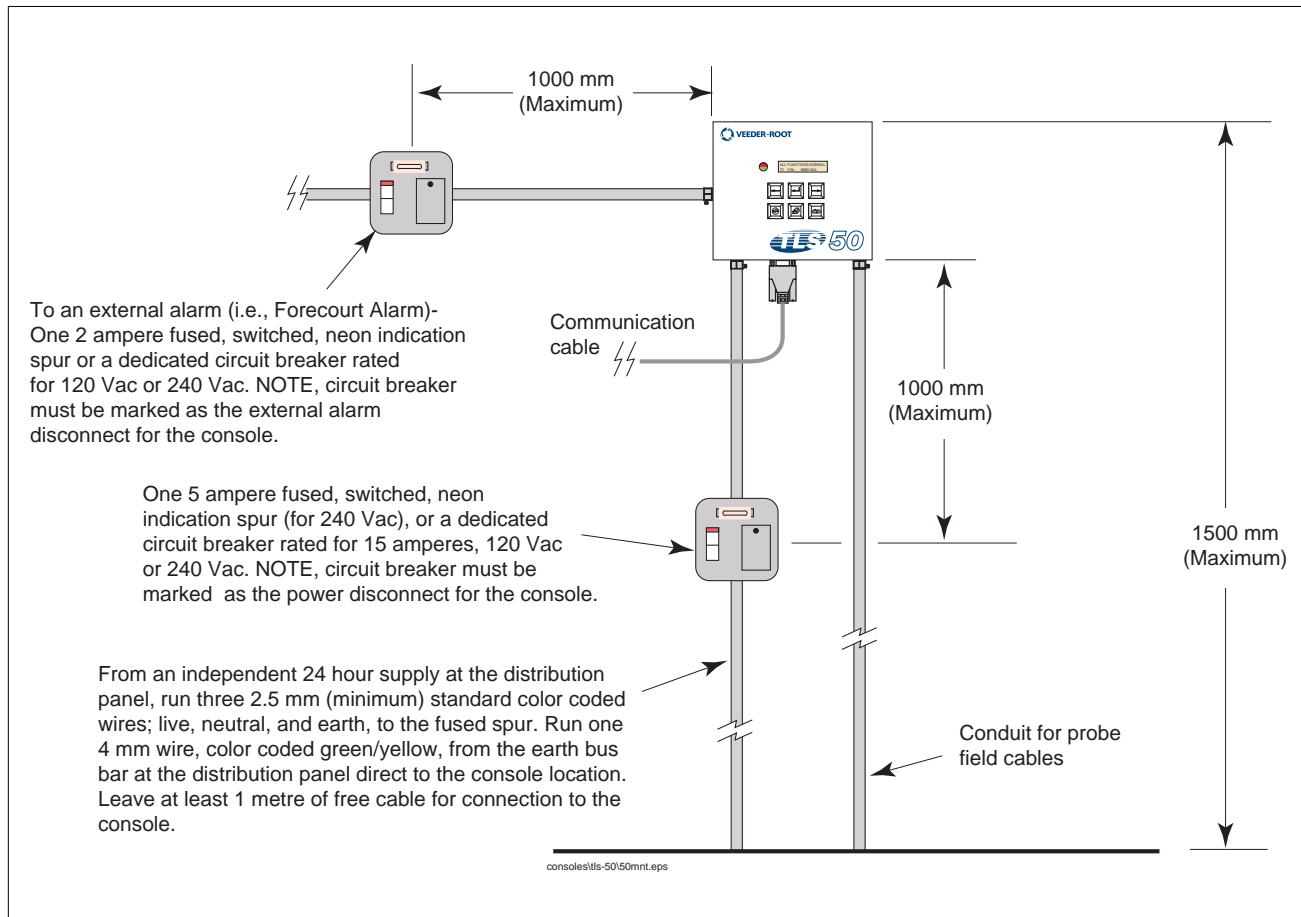 1000 mm
(Maximum)
VEEDER-ROOT
ALL FUNCTIONS NORMAL
TLS 50
To an external alarm (i.e., Forecourt Alarm)-
One 2 ampere fused, switched, neon indication
spur or a dedicated circuit breaker rated
for 120 Vac or 240 Vac. NOTE, circuit breaker
must be marked as the external alarm
disconnect for the console.
Communication
cable
1000 mm
(Maximum)
One 5 ampere fused, switched, neon
indication spur (for 240 Vac), or a dedicated
circuit breaker rated for 15 amperes, 120 Vac
or 240 Vac. NOTE, circuit breaker must be
marked as the power disconnect for the console.
1500 mm
(Maximum)
From an independent 24 hour supply at the distribution
panel, run three 2.5 mm (minimum) standard color coded
wires; live, neutral, and earth, to the fused spur. Run one
4 mm wire, color coded green/yellow, from the earth bus
bar at the distribution panel direct to the console location.
Leave at least 1 metre of free cable for connection to the
console.
Conduit for probe
field cables
consoles\tls-50\50mnt.eps